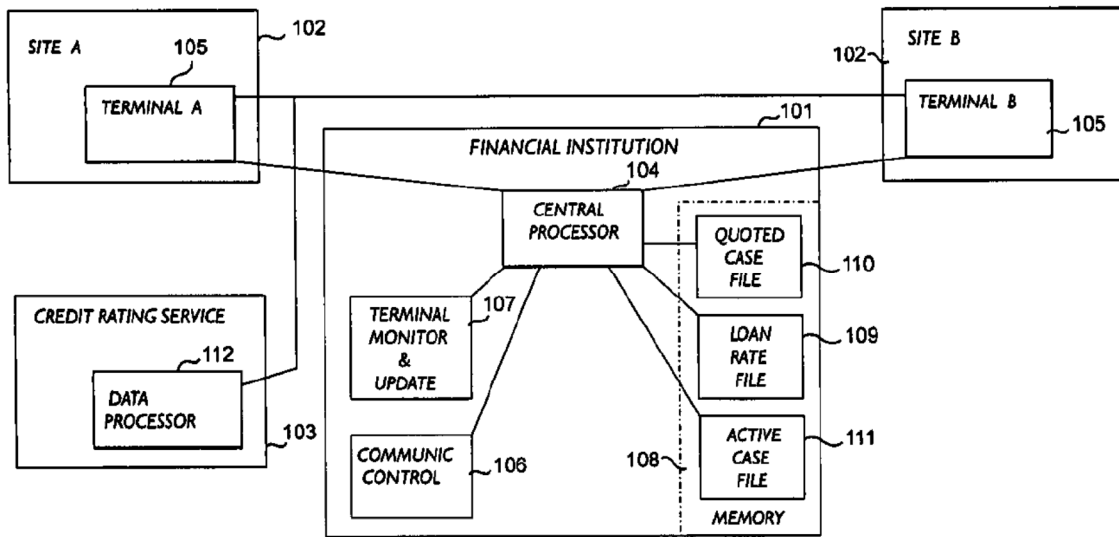 SITE A
102
105
TERMINAL A
SITE B
102
TERMINAL B
105
101
FINANCIAL INSTITUTION
104
CENTRAL
PROCESSOR
QUOTED
CASE
FILE
110
107
TERMINAL
MONITOR
&
UPDATE
LOAN
RATE
FILE
109
CREDIT RATING SERVICE
112
DATA
PROCESSOR
103
COMMUNIC
CONTROL
106
108
ACTIVE
CASE
FILE
111
MEMORY